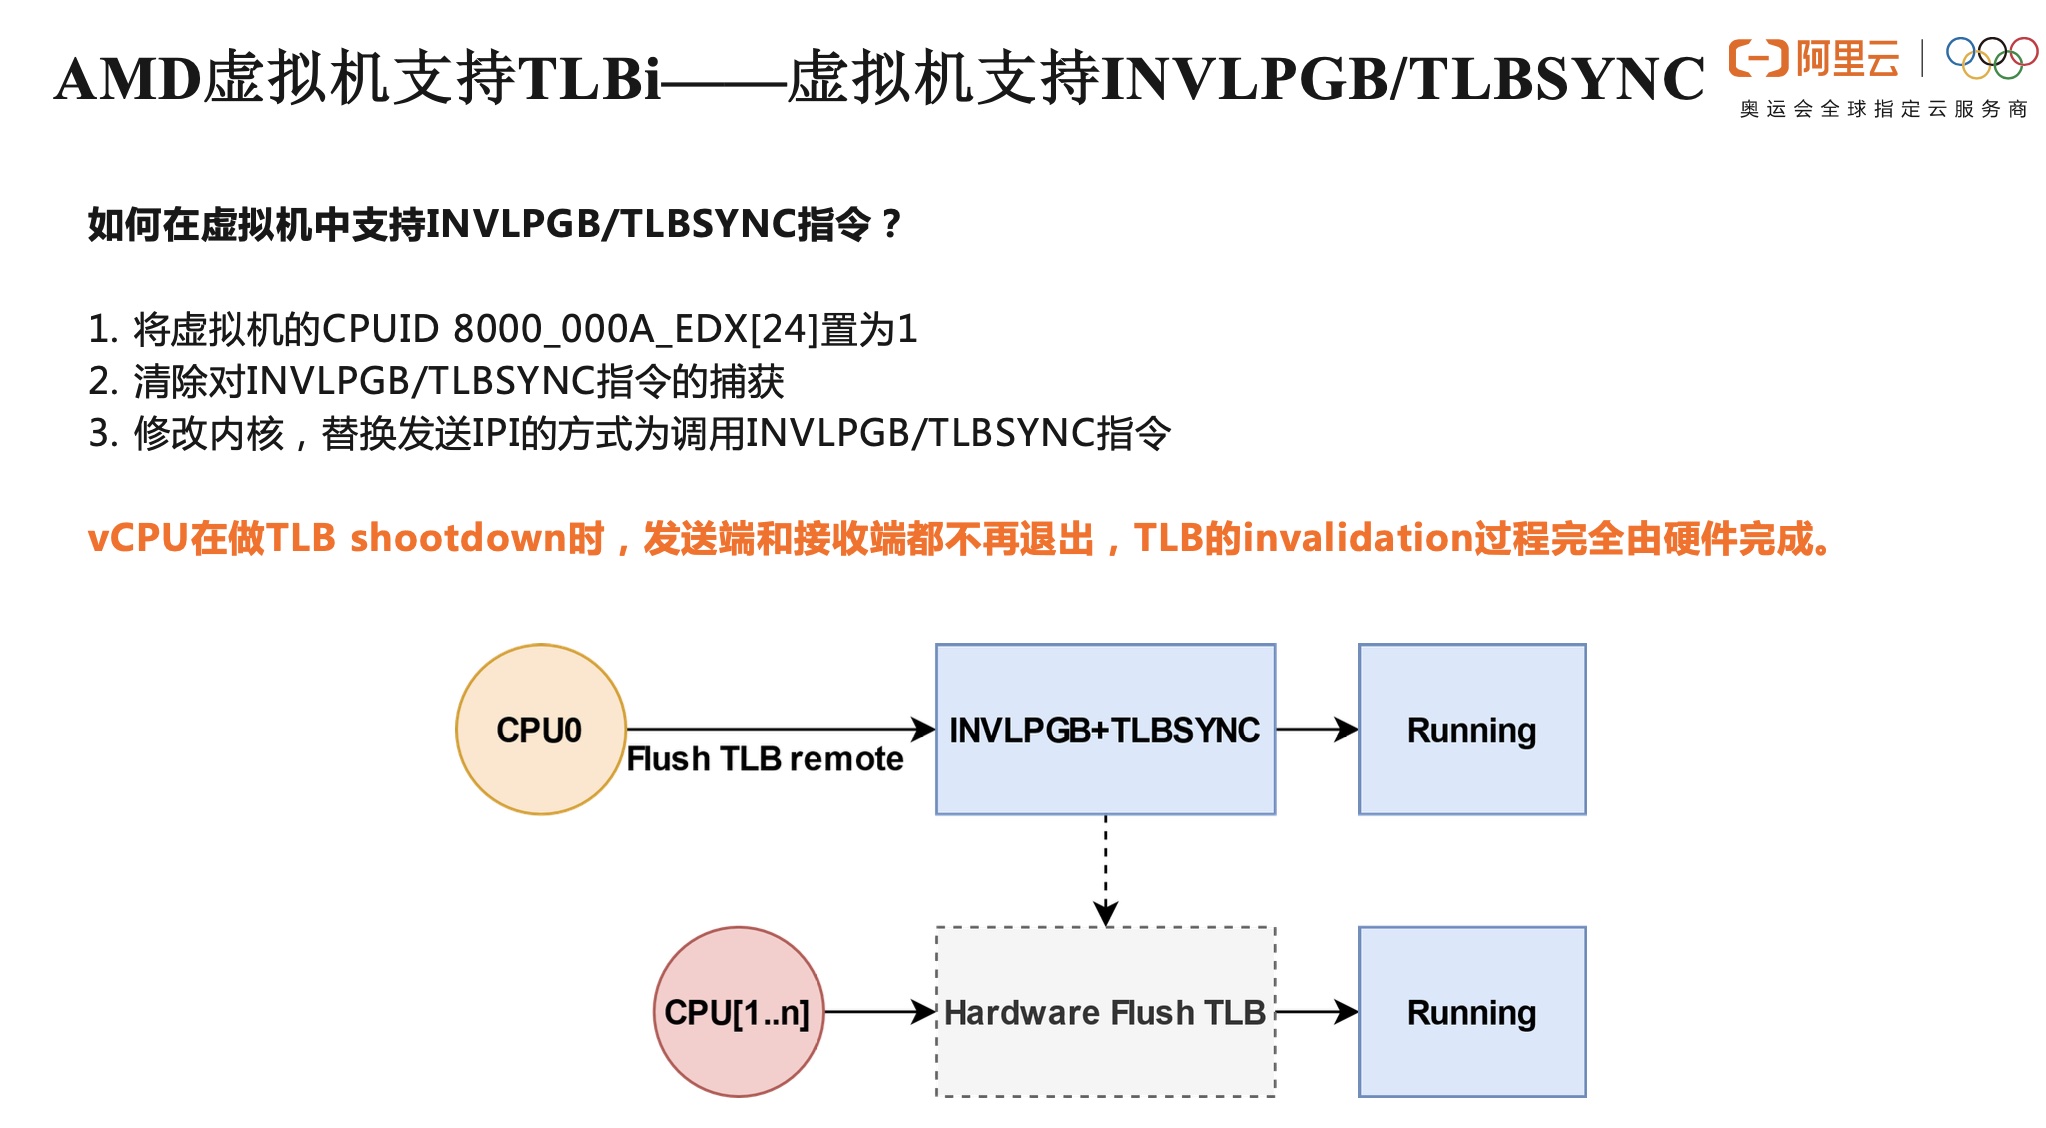 AMD虚拟机支持TLBi——虚拟机支持INVLPGB/TLBSYNC
阿里云
奥运会全球指定云服务商
如何在虚拟机中支持INVLPGB/TLBSYNC指令？
1. 将虚拟机的CPUID 8000_000A_EDX[24]置为1
2. 清除对INVLPGB/TLBSYNC指令的捕获
3. 修改内核，替换发送IPI的方式为调用INVLPGB/TLBSYNC指令
vCPU在做TLB shootdown时，发送端和接收端都不再退出，TLB的invalidation过程完全由硬件完成。
CPU0
Flush TLB remote
INVLPGB+TLBSYNC
Running
CPU[1..n]
Hardware Flush TLB
Running